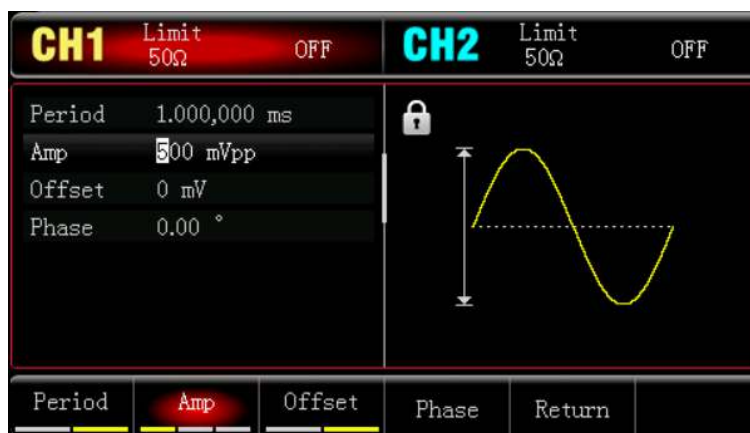 CH1 Limit 50Ω OFF CH2 Limit 50Ω OFF
Period 1.000,000 ms
Amp 500 mVpp
Offset 0 mV
Phase 0.00 °
Period Amp Offset Phase Return